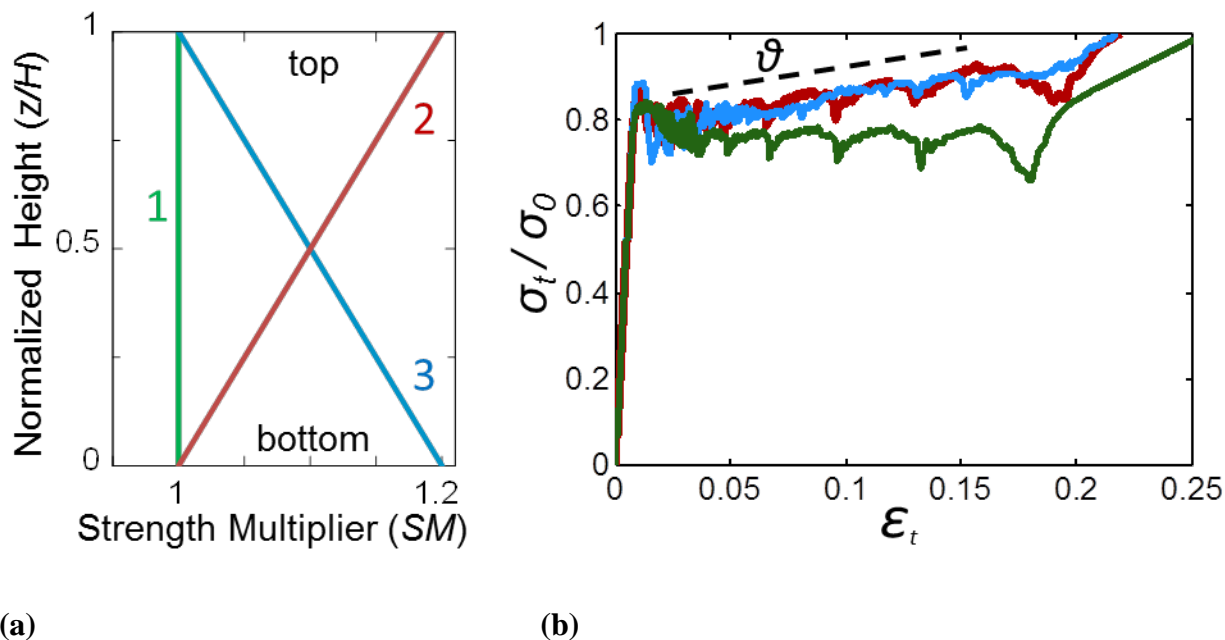 1
top
2
1
0.5
3
bottom
0
1
1.2
Normalized Height (z/H)
Strength Multiplier (SM)
(a)
1
ϑ
0.8
0.6
0.4
0.2
0
0
0.05
0.1
0.15
0.2
0.25
σt / σ0
εt
(b)